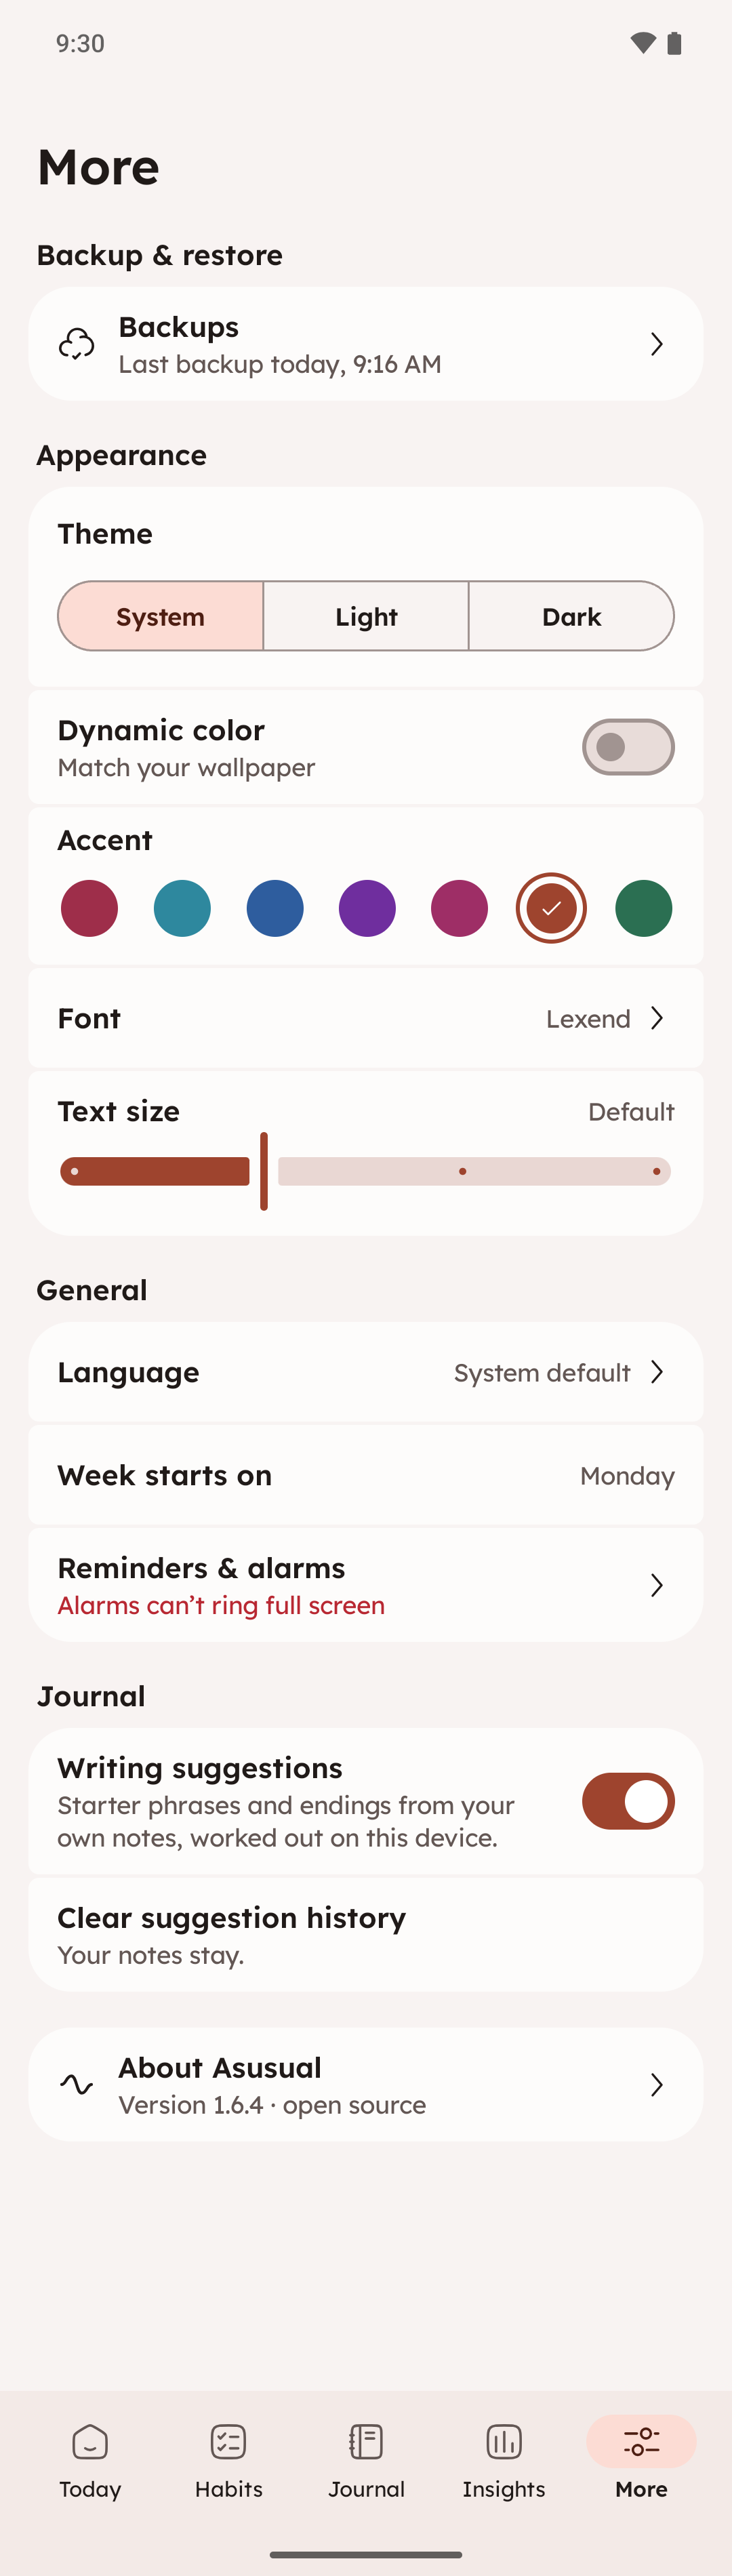 9:30
More
Backup & restore
Backups
Last backup today, 9:16 AM
Appearance
Theme
System
Light
Dark
Dynamic color
Match your wallpaper
Accent
Font
Lexend
Text size
Default
General
Language
System default
Week starts on
Monday
Reminders & alarms
Alarms can’t ring full screen
Journal
Writing suggestions
Starter phrases and endings from your
own notes, worked out on this device.
Clear suggestion history
Your notes stay.
About Asusual
Version 1.6.4 · open source
Today
Habits
Journal
Insights
More